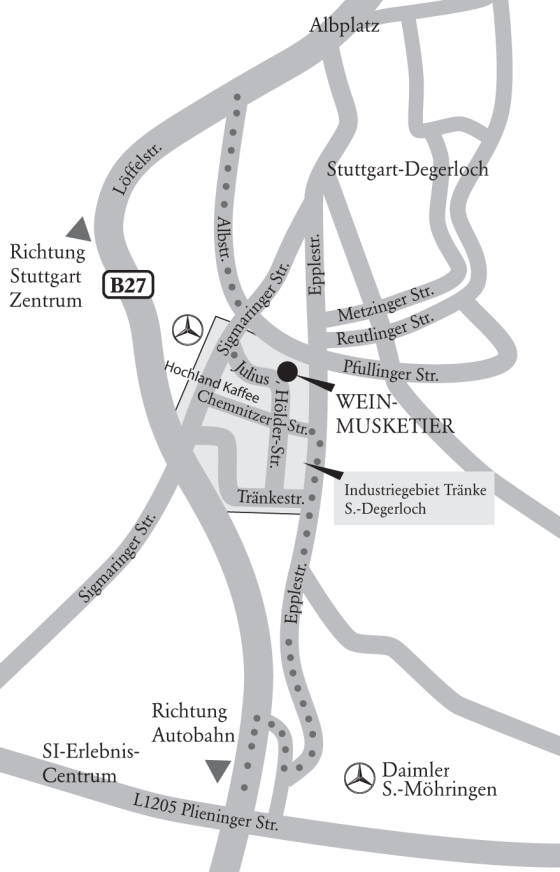 Albplatz
Löffelstr.
Stuttgart-Degerloch
Albstr.
Richtung
Stuttgart
Zentrum
B27
Epplestr.
Sigmaringer Str.
Metzinger Str.
Reutlinger Str.
Pfullinger Str.
Julius-Hölder-Str.
Hochland Kaffee
Chemnitzer Str.
WEIN-
MUSKETIER
Industriegebiet Tränke
S.-Degerloch
Tränkestr.
Sigmaringer Str.
Epplestr.
Richtung
Autobahn
SI-Erlebnis-
Centrum
Daimler
S.-Möhringen
L1205 Plieninger Str.